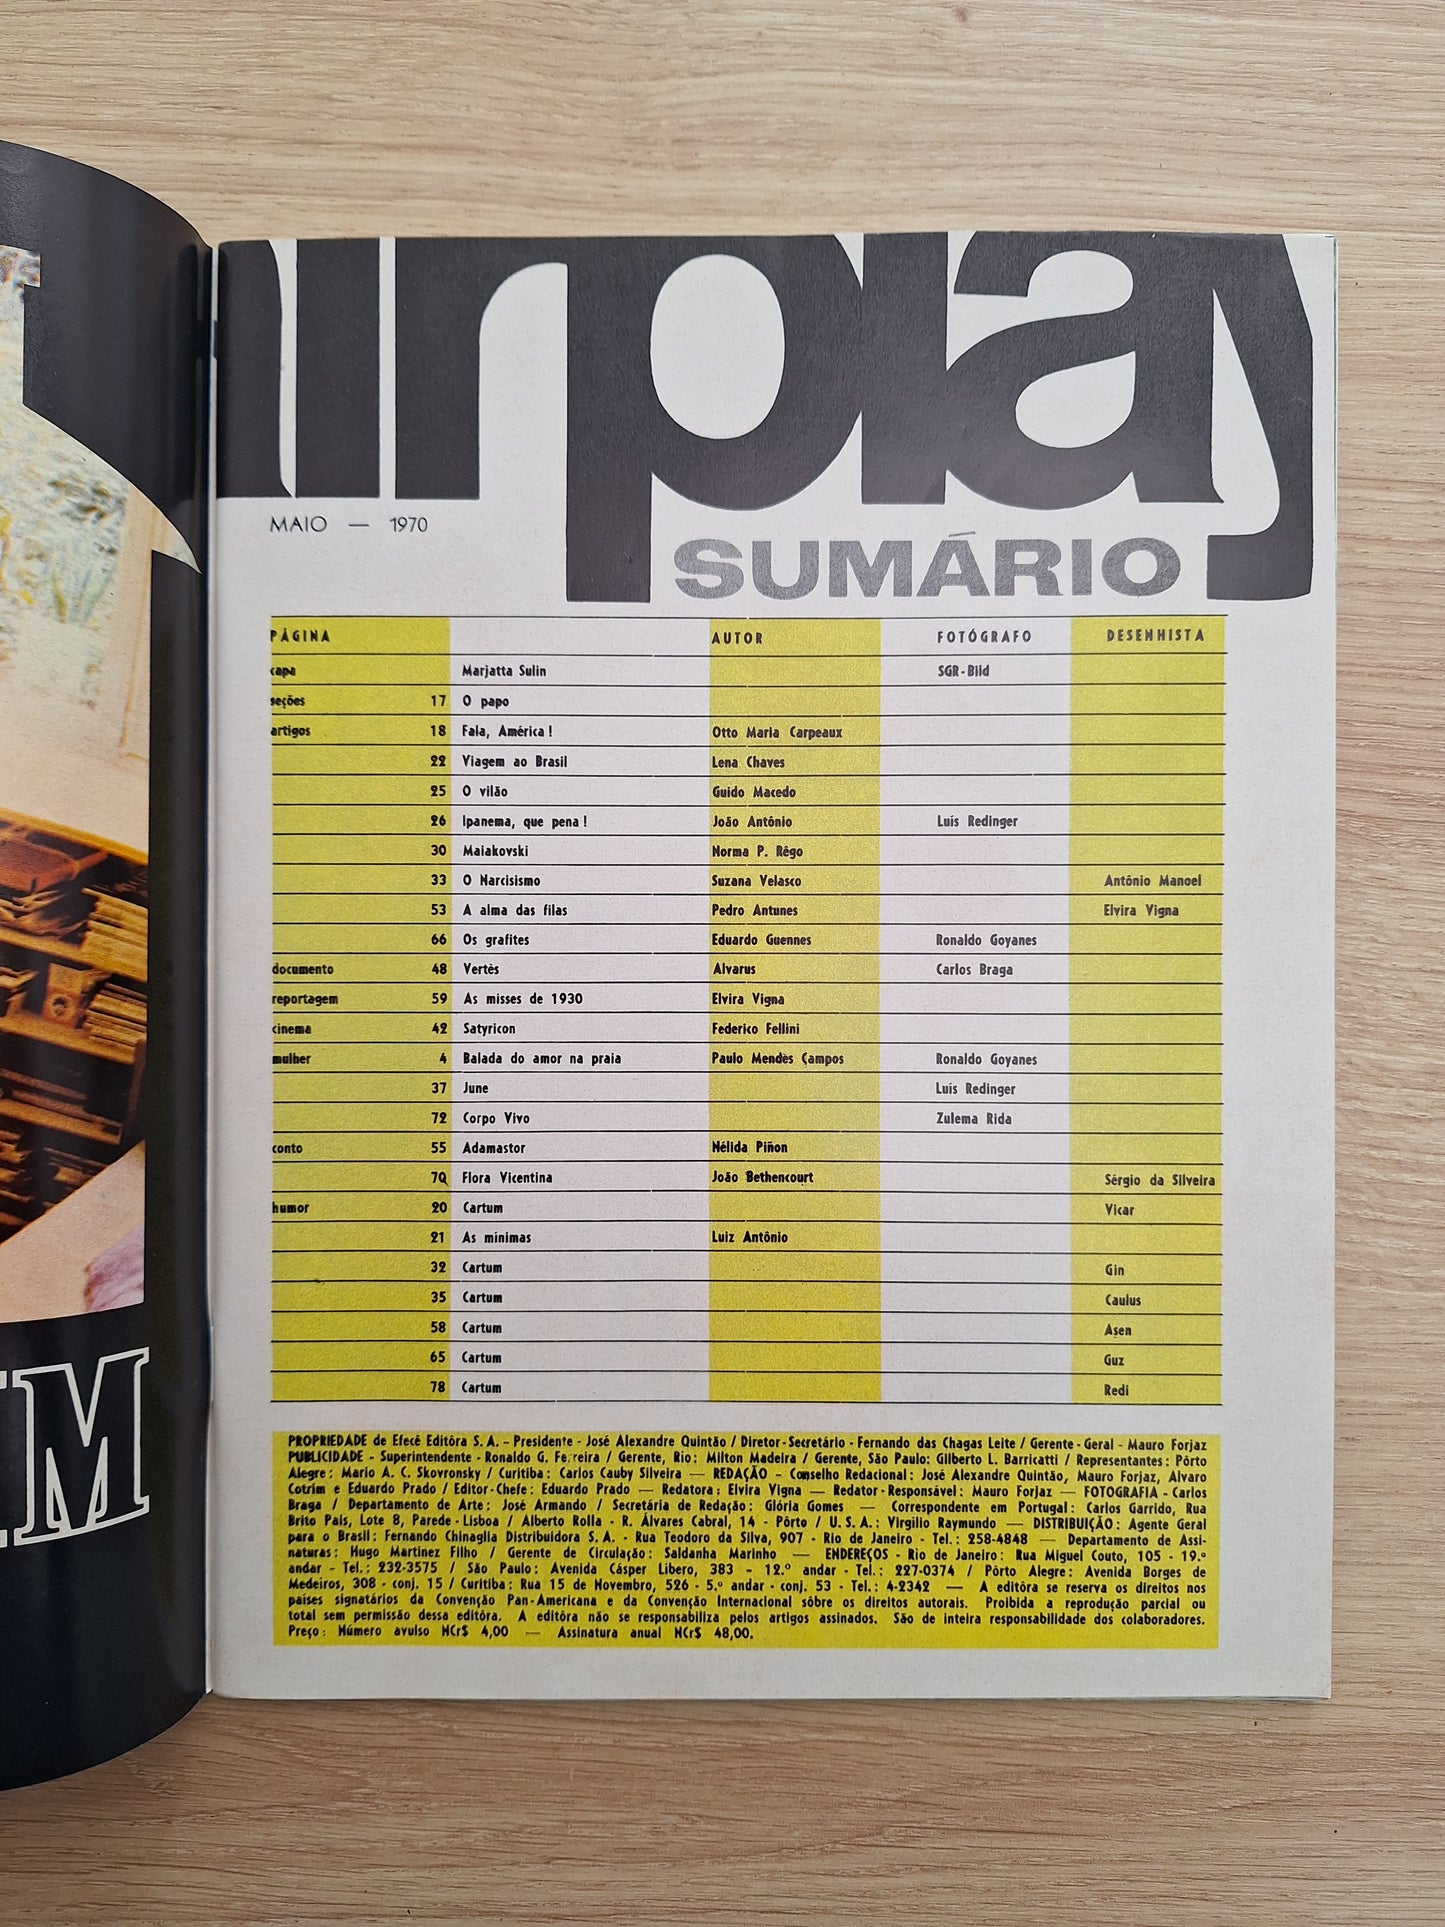 airplay
MAIO — 1970
SUMÁRIO
PÁGINA AUTOR FOTÓGRAFO DESENHISTA
capa Marjatta Sulin SGR-Bild
seções 17 O papo
artigos 18 Fala, América! Otto Maria Carpeaux
22 Viagem ao Brasil Lena Chaves
25 O vilão Guido Macedo
26 Ipanema, que pena! João Antônio Luís Redinger
30 Maiakovski Norma P. Rêgo
33 O Narcisismo Suzana Velasco Antônio Manoel
53 A alma das filas Pedro Antunes Elvira Vigna
66 Os grafites Eduardo Guennes Ronaldo Goyanes
documento 48 Vertès Alvarus Carlos Braga
reportagem 59 As misses de 1930 Elvira Vigna
cinema 42 Satyricon Federico Fellini
mulher 4 Balada do amor na praia Paulo Mendes Campos Ronaldo Goyanes
37 June Luís Redinger
72 Corpo Vivo Zulema Rida
conto 55 Adamastor Nélida Piñon
70 Flora Vicentina João Bethencourt Sérgio da Silveira
humor 20 Cartum Vicar
21 As mínimas Luiz Antônio
32 Cartum Gin
35 Cartum Caulus
58 Cartum Asen
65 Cartum Guz
78 Cartum Redi
PROPRIEDADE de Efecé Editôra S. A. – Presidente - José Alexandre Quintão / Diretor-Secretário - Fernando das Chagas Leite / Gerente-Geral - Mauro Forjaz
PUBLICIDADE - Superintendente - Ronaldo G. Ferreira / Gerente, Rio: Milton Madeira / Gerente, São Paulo: Gilberto L. Barricatti / Representantes: Pôrto
Alegre: Mario A. C. Skovronsky / Curitiba: Carlos Cauby Silveira — REDAÇÃO - Conselho Redacional: José Alexandre Quintão, Mauro Forjaz, Alvaro
Cotrim e Eduardo Prado / Editor-Chefe: Eduardo Prado — Redatora: Elvira Vigna — Redator-Responsável: Mauro Forjaz — FOTOGRAFIA - Carlos
Braga / Departamento de Arte: José Armando / Secretária de Redação: Glória Gomes — Correspondente em Portugal: Carlos Garrido, Rua
Brito Pais, Lote 8, Parede-Lisboa / Alberto Rolla - R. Álvares Cabral, 14 - Pôrto / U. S. A.: Virgílio Raymundo — DISTRIBUIÇÃO: Agente Geral
para o Brasil: Fernando Chinaglia Distribuidora S. A. - Rua Teodoro da Silva, 907 - Rio de Janeiro - Tel.: 258-4848 — Departamento de Assi-
naturas: Hugo Martinez Filho / Gerente de Circulação: Saldanha Marinho — ENDEREÇOS - Rio de Janeiro: Rua Miguel Couto, 105 - 19.º
andar - Tel.: 232-3575 / São Paulo: Avenida Cásper Líbero, 383 - 12.º andar - Tel.: 227-0374 / Pôrto Alegre: Avenida Borges de
Medeiros, 308 - conj. 15 / Curitiba: Rua 15 de Novembro, 526 - 5.º andar - conj. 53 - Tel.: 4-2342 — A editôra se reserva os direitos nos
países signatários da Convenção Pan-Americana e da Convenção Internacional sôbre os direitos autorais. Proibida a reprodução parcial ou
total sem permissão dessa editôra. A editôra não se responsabiliza pelos artigos assinados. São de inteira responsabilidade dos colaboradores.
Preço: Número avulso NCr$ 4,00 — Assinatura anual NCr$ 48,00.